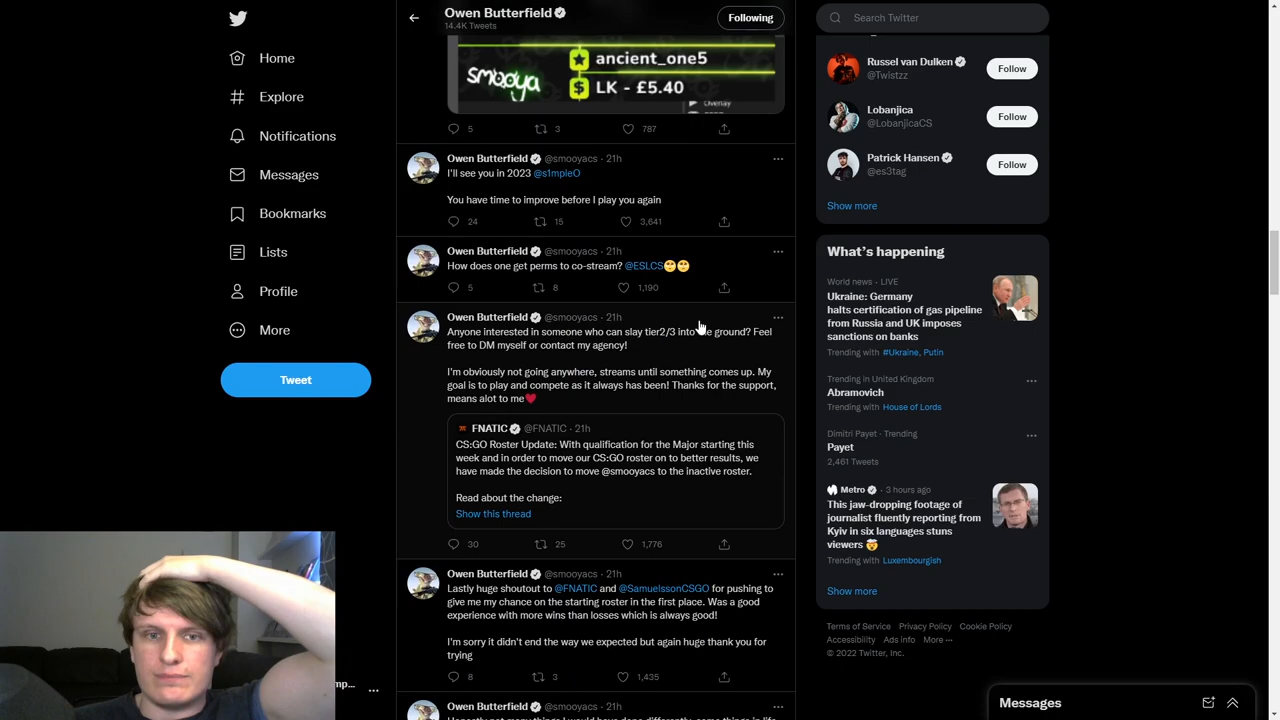 Home
Explore
Notifications
Messages
Bookmarks
Lists
Profile
More
Tweet
mp...
Owen Butterfield
14.4K Tweets
Following
smooya
ancient_one5
$ LK - £5.40
Overlay
5 3 787
Owen Butterfield @smooyacs · 21h
I'll see you in 2023 @s1mpleO
You have time to improve before I play you again
24 15 3,641
Owen Butterfield @smooyacs · 21h
How does one get perms to co-stream? @ESLCS🙄🙄
5 8 1,190
Owen Butterfield @smooyacs · 21h
Anyone interested in someone who can slay tier2/3 into ground? Feel
free to DM myself or contact my agency!
I'm obviously not going anywhere, streams until something comes up. My
goal is to play and compete as it always has been! Thanks for the support,
means alot to me♥
FNATIC @FNATIC · 21h
CS:GO Roster Update: With qualification for the Major starting this
week and in order to move our CS:GO roster on to better results, we
have made the decision to move @smooyacs to the inactive roster.
Read about the change:
Show this thread
30 25 1,776
Owen Butterfield @smooyacs · 21h
Lastly huge shoutout to @FNATIC and @SamuelssonCSGO for pushing to
give me my chance on the starting roster in the first place. Was a good
experience with more wins than losses which is always good!
I'm sorry it didn't end the way we expected but again huge thank you for
trying
8 3 1,435
Owen Butterfield @smooyacs · 21h
Search Twitter
Russel van Dulken
@Twistzz
Follow
Lobanjica
@LobanjicaCS
Follow
Patrick Hansen
@es3tag
Follow
Show more
What's happening
World news · LIVE
Ukraine: Germany
halts certification of gas pipeline
from Russia and UK imposes
sanctions on banks
Trending with #Ukraine, Putin
Trending in United Kingdom
Abramovich
Trending with House of Lords
Dimitri Payet · Trending
Payet
2,461 Tweets
Metro · 3 hours ago
This jaw-dropping footage of
journalist fluently reporting from
Kyiv in six languages stuns
viewers 🤯
Trending with Luxembourgish
Show more
Terms of Service Privacy Policy Cookie Policy
Accessibility Ads info More ···
© 2022 Twitter, Inc.
Messages